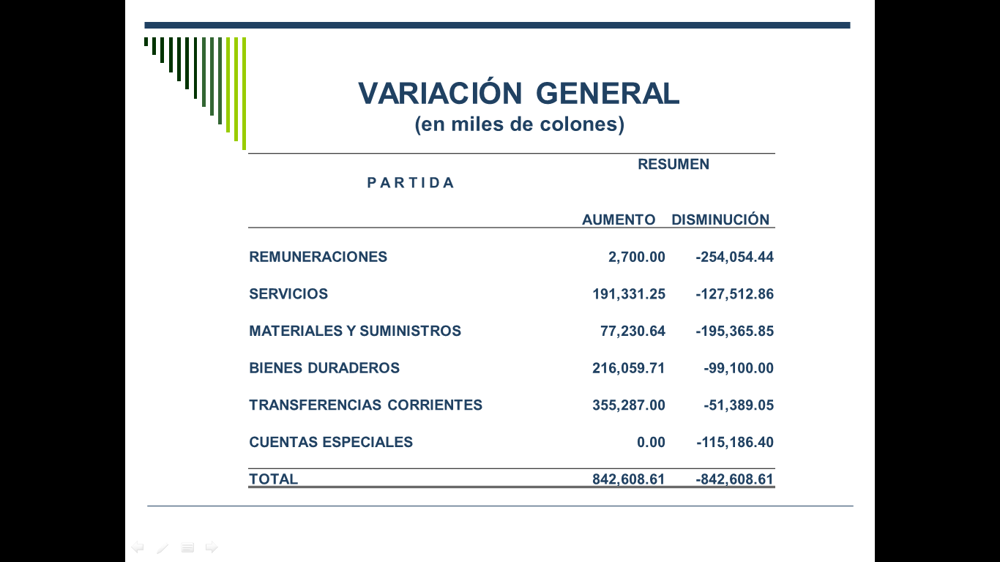 VARIACIÓN GENERAL
(en miles de colones)
RESUMEN
P A R T I D A
AUMENTO DISMINUCIÓN
REMUNERACIONES 2,700.00 -254,054.44
SERVICIOS 191,331.25 -127,512.86
MATERIALES Y SUMINISTROS 77,230.64 -195,365.85
BIENES DURADEROS 216,059.71 -99,100.00
TRANSFERENCIAS CORRIENTES 355,287.00 -51,389.05
CUENTAS ESPECIALES 0.00 -115,186.40
TOTAL 842,608.61 -842,608.61